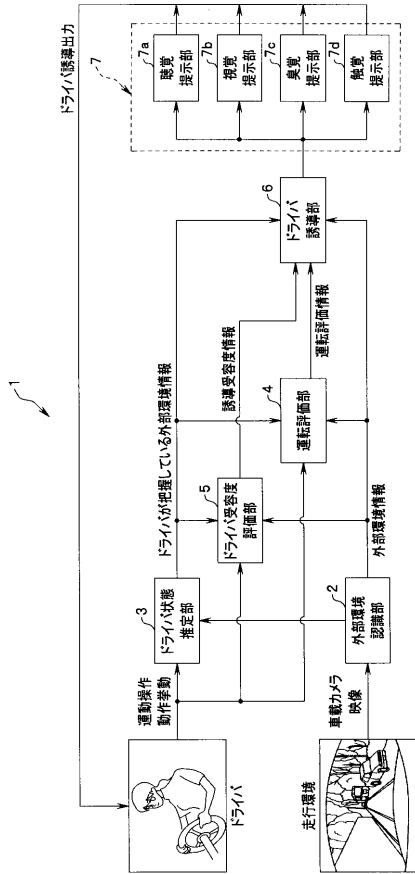 1
ドライバ
走行環境
運動操作
動作挙動
車載カメラ
映像
3
ドライバ状態
推定部
2
外部環境
認識部
ドライバが把握している外部環境情報
5
ドライバ受容度
評価部
外部環境情報
4
運転評価部
誘導受容度情報
運転評価情報
6
ドライバ
誘導部
ドライバ誘導出力
7
7a
聴覚
提示部
7b
視覚
提示部
7c
臭覚
提示部
7d
触覚
提示部